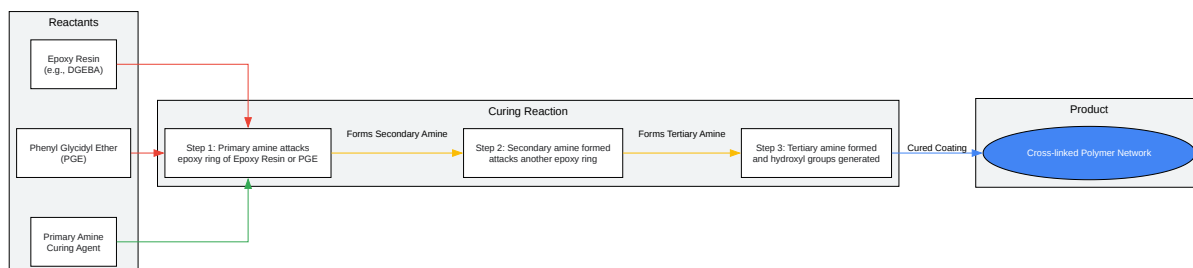 Reactants
Epoxy Resin
(e.g., DGEBA)
Phenyl Glycidyl Ether
(PGE)
Primary Amine
Curing Agent
Curing Reaction
Step 1: Primary amine attacks
epoxy ring of Epoxy Resin or PGE
Forms Secondary Amine
Step 2: Secondary amine formed
attacks another epoxy ring
Forms Tertiary Amine
Step 3: Tertiary amine formed
and hydroxyl groups generated
Cured Coating
Product
Cross-linked Polymer Network